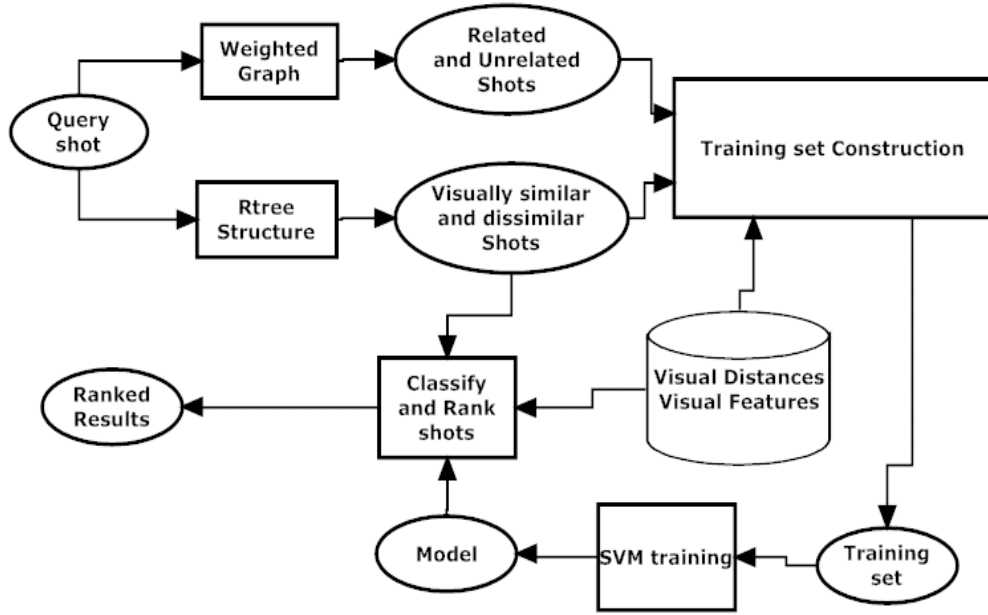 Weighted
Graph
Related
and Unrelated
Shots
Query
shot
Training set Construction
Rtree
Structure
Visually similar
and dissimilar
Shots
Visual Distances
Visual Features
Classify
and Rank
shots
Ranked
Results
Model
SVM training
Training
set